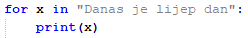 for x in "Danas je lijep dan":
    print(x)